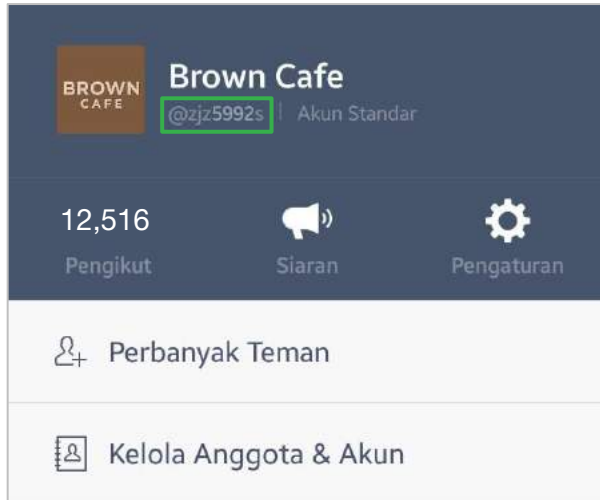 BROWN
CAFE
Brown Cafe
@zjz5992s | Akun Standar
12,516
Pengikut
Siaran
Pengaturan
Perbanyak Teman
Kelola Anggota & Akun